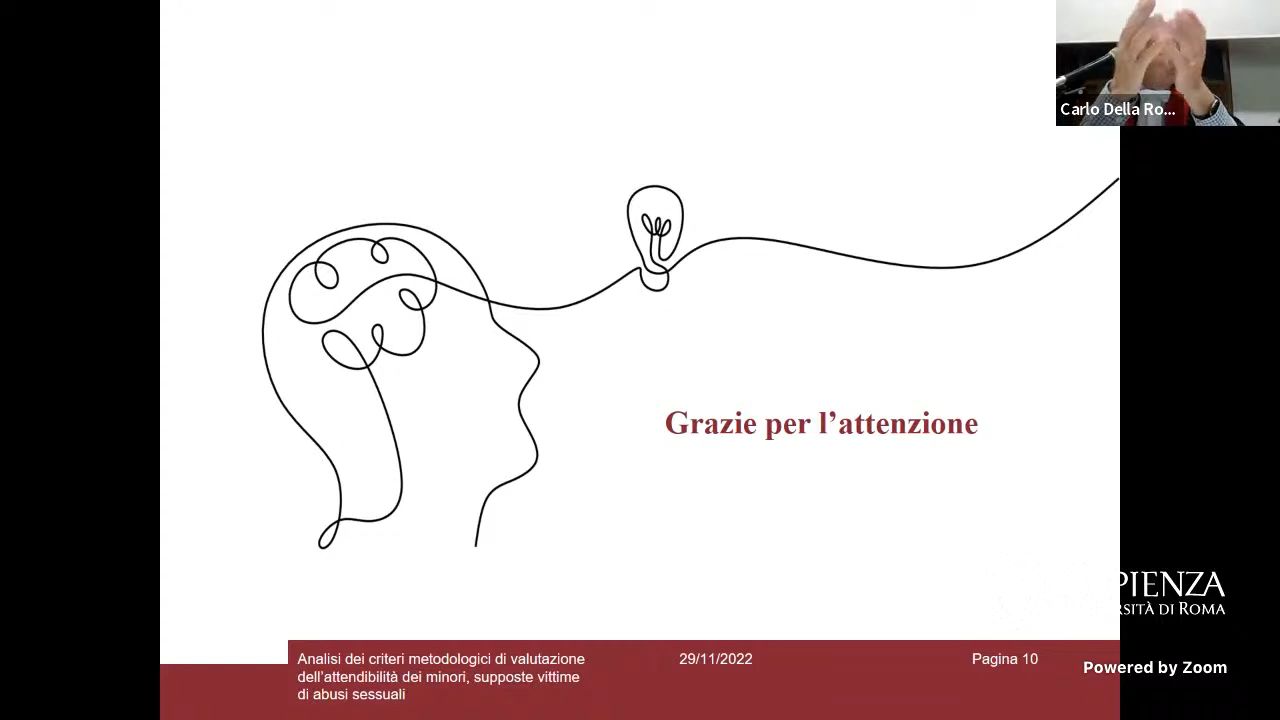 Carlo Della Ro...
Grazie per l’attenzione
PIENZA
RSITÀ DI ROMA
Analisi dei criteri metodologici di valutazione
dell’attendibilità dei minori, supposte vittime
di abusi sessuali
29/11/2022
Pagina 10
Powered by Zoom